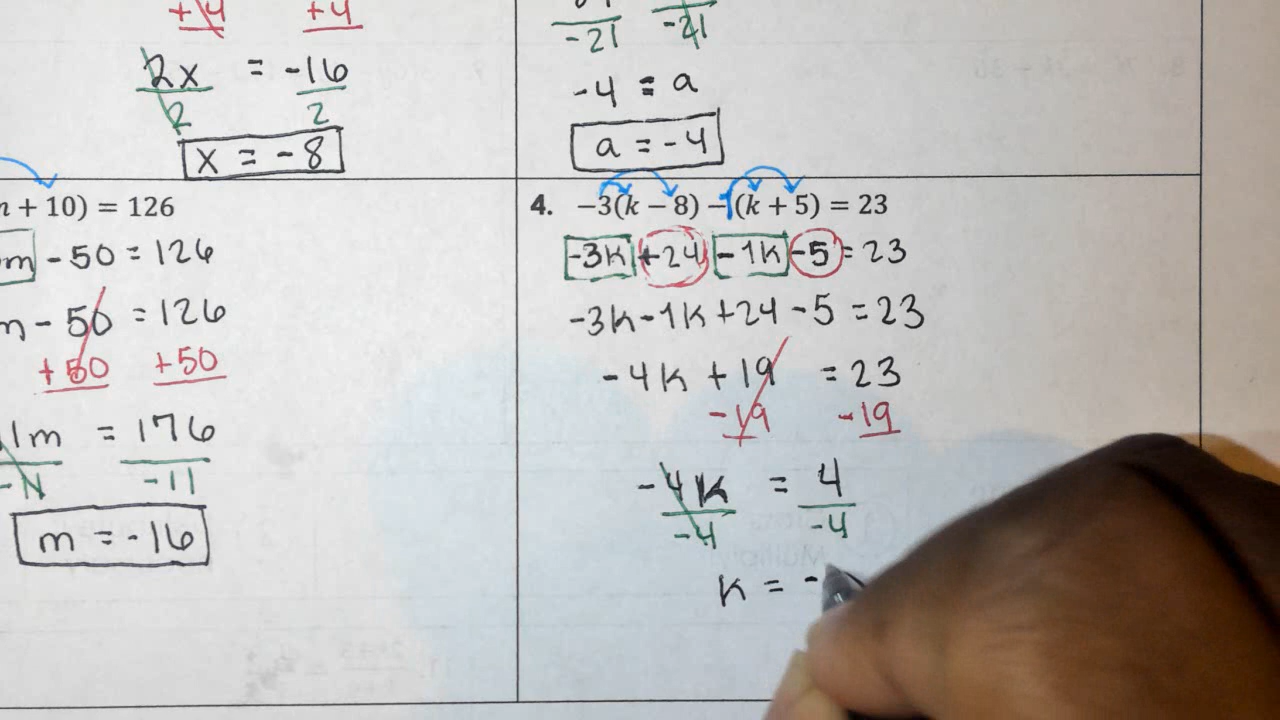 +4 +4
2x = -16
2 2
x = -8
-21 -21
-4 = a
a = -4
+ 10) = 126
m - 50 = 126
m - 50 = 126
+50 +50
1m = 176
-11 -11
m = -16
4. −3(k − 8) − 1(k + 5) = 23
-3k +24 - 1k -5 = 23
-3k - 1k + 24 - 5 = 23
-4k + 19 = 23
-19 -19
-4k = 4
-4 -4
k = -